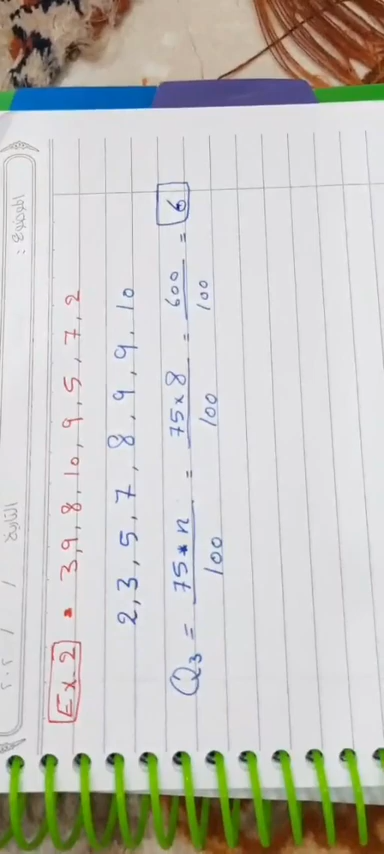 الموضوع :
التاريخ / / ٢٠٢
Ex.2 • 3,9,8,10,9,5,7,2
2,3,5,7,8,9,9,10
Q₃ = 75*n/100 = 75×8/100 = 600/100 = 6